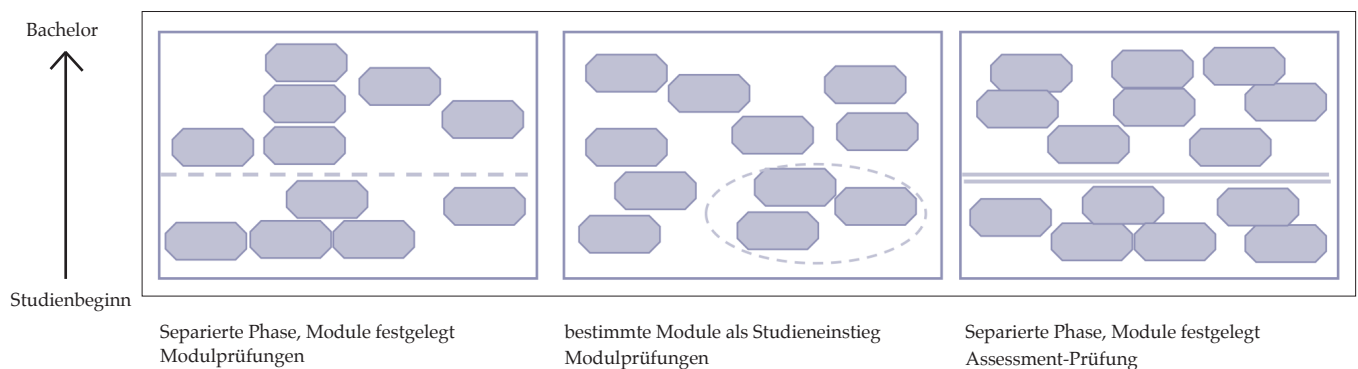 Bachelor
Studienbeginn
Separierte Phase, Module festgelegt
Modulprüfungen
bestimmte Module als Studieneinstieg
Modulprüfungen
Separierte Phase, Module festgelegt
Assessment-Prüfung